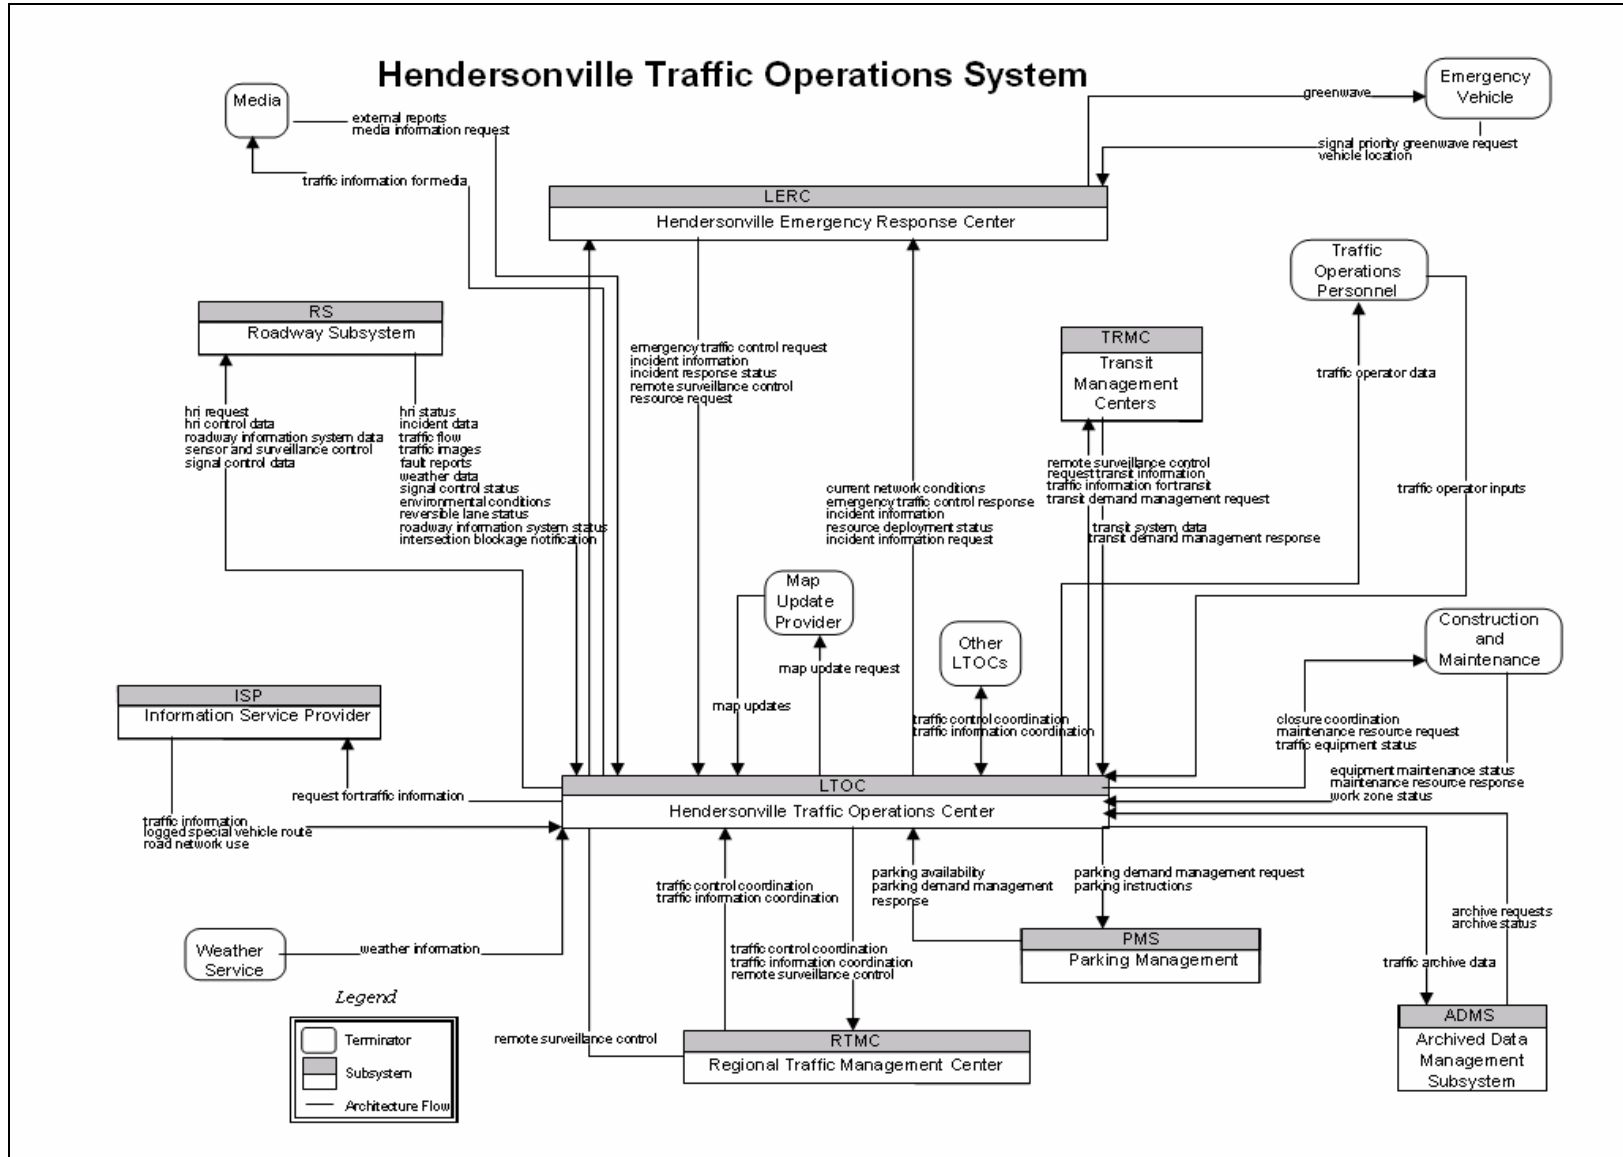 Hendersonville Traffic Operations System
Media
external reports
media information request
traffic information for media
greenwave
Emergency
Vehicle
signal priority greenwave request
vehicle location
LERC
Hendersonville Emergency Response Center
Traffic
Operations
Personnel
RS
Roadway Subsystem
TRMC
Transit
Management
Centers
emergency traffic control request
incident information
incident response status
remote surveillance control
resource request
traffic operator data
hri request
hri control data
roadway information system data
sensor and surveillance control
signal control data
hri status
incident data
traffic flow
traffic images
fault reports
weather data
signal control status
environmental conditions
reversible lane status
roadway information system status
intersection blockage notification
current network conditions
emergency traffic control response
incident information
resource deployment status
incident information request
remote surveillance control
request transit information
traffic information for transit
transit demand management request
transit system data
transit demand management response
traffic operator inputs
Map
Update
Provider
map update request
map updates
Other
LTOCs
traffic control coordination
traffic information coordination
Construction
and
Maintenance
closure coordination
maintenance resource request
traffic equipment status
equipment maintenance status
maintenance resource response
work zone status
ISP
Information Service Provider
request for traffic information
traffic information
logged special vehicle route
road network use
LTOC
Hendersonville Traffic Operations Center
traffic control coordination
traffic information coordination
parking availability
parking demand management
response
parking demand management request
parking instructions
archive requests
archive status
traffic archive data
Weather
Service
weather information
traffic control coordination
traffic information coordination
remote surveillance control
PMS
Parking Management
remote surveillance control
RTMC
Regional Traffic Management Center
ADMS
Archived Data
Management
Subsystem
Legend
Terminator
Subsystem
Architecture Flow